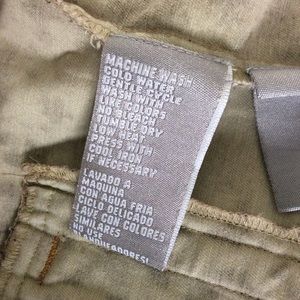 MACHINE WASH
COLD WATER
GENTLE CYCLE
WASH WITH
LIKE COLORS
NO BLEACH
TUMBLE DRY
LOW HEAT
PRESS WITH
COOL IRON
IF NECESSARY
LAVADO A
MAQUINA
CON AGUA FRIA
CICLO DELICADO
LAVE CON COLORES
SIMILARES
NO USE
BLANQUEADORES!